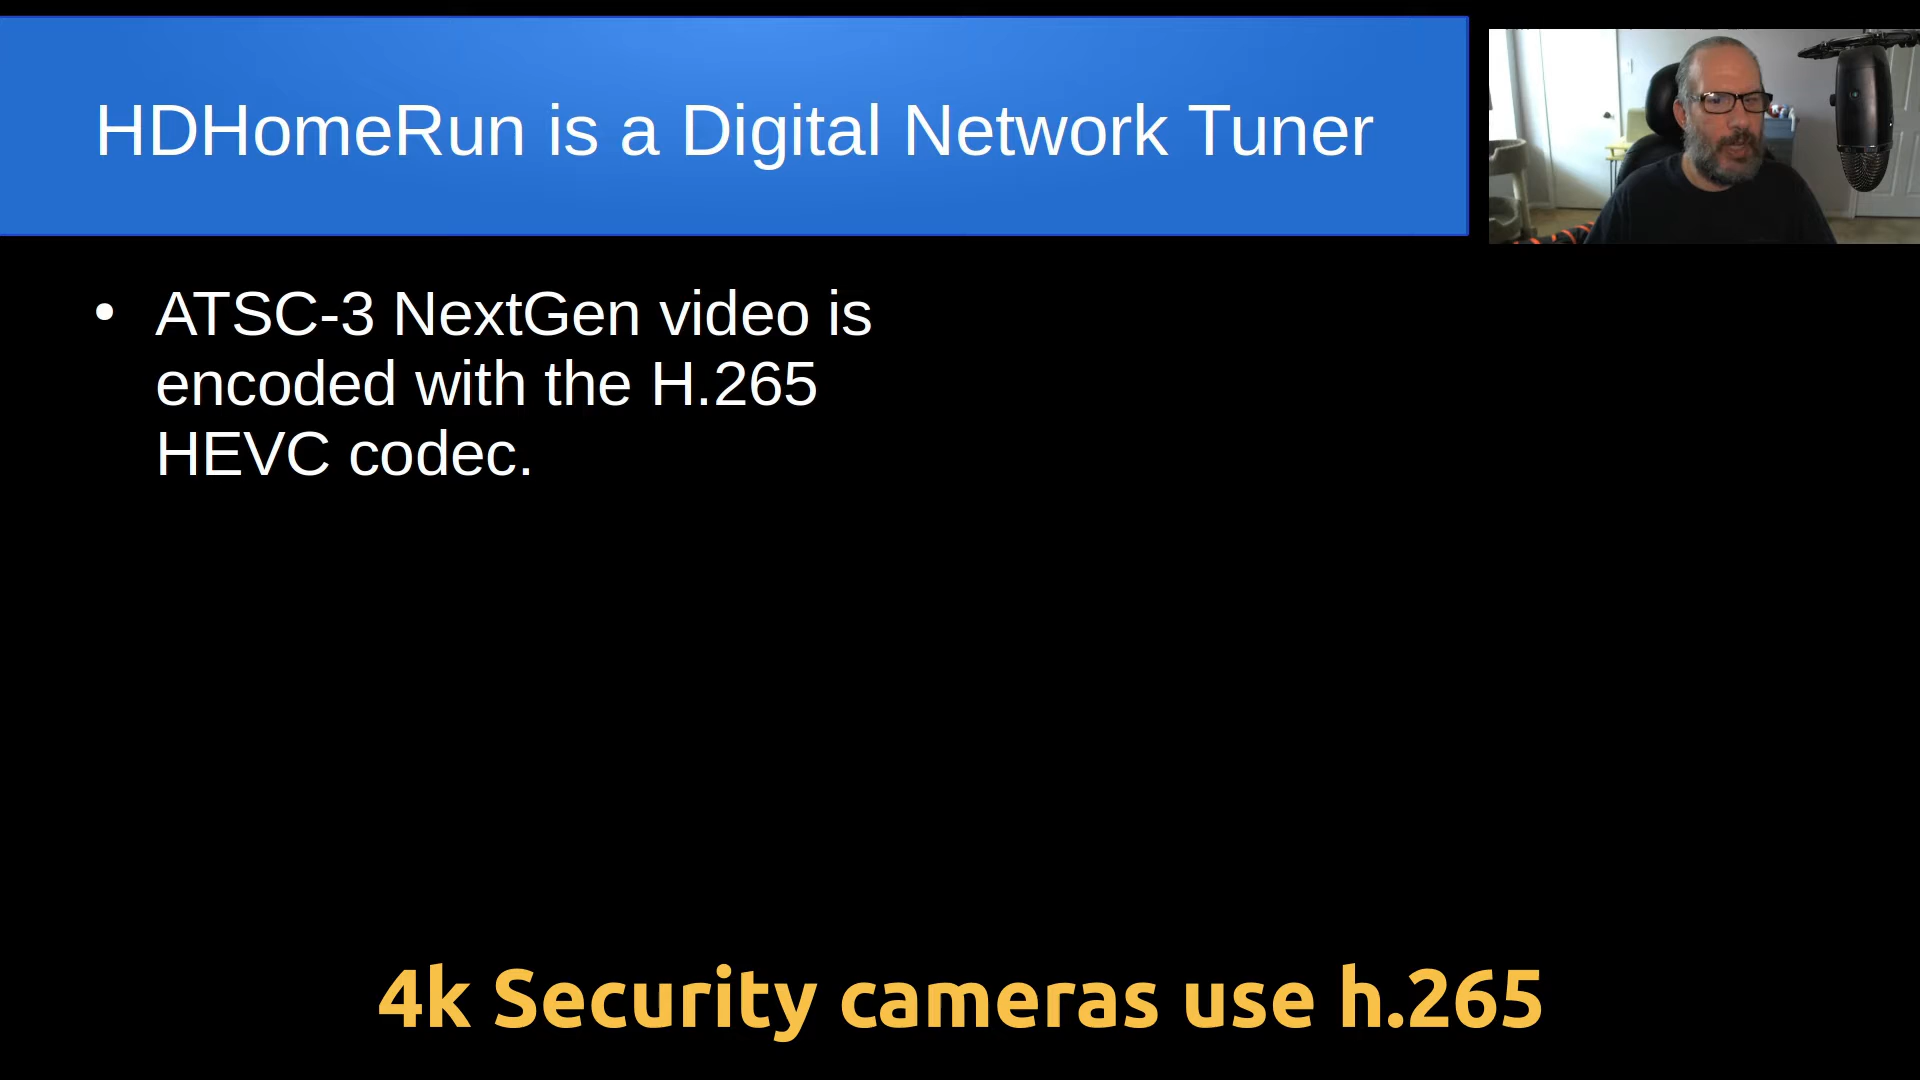 HDHomeRun is a Digital Network Tuner
• ATSC-3 NextGen video is
encoded with the H.265
HEVC codec.
4k Security cameras use h.265